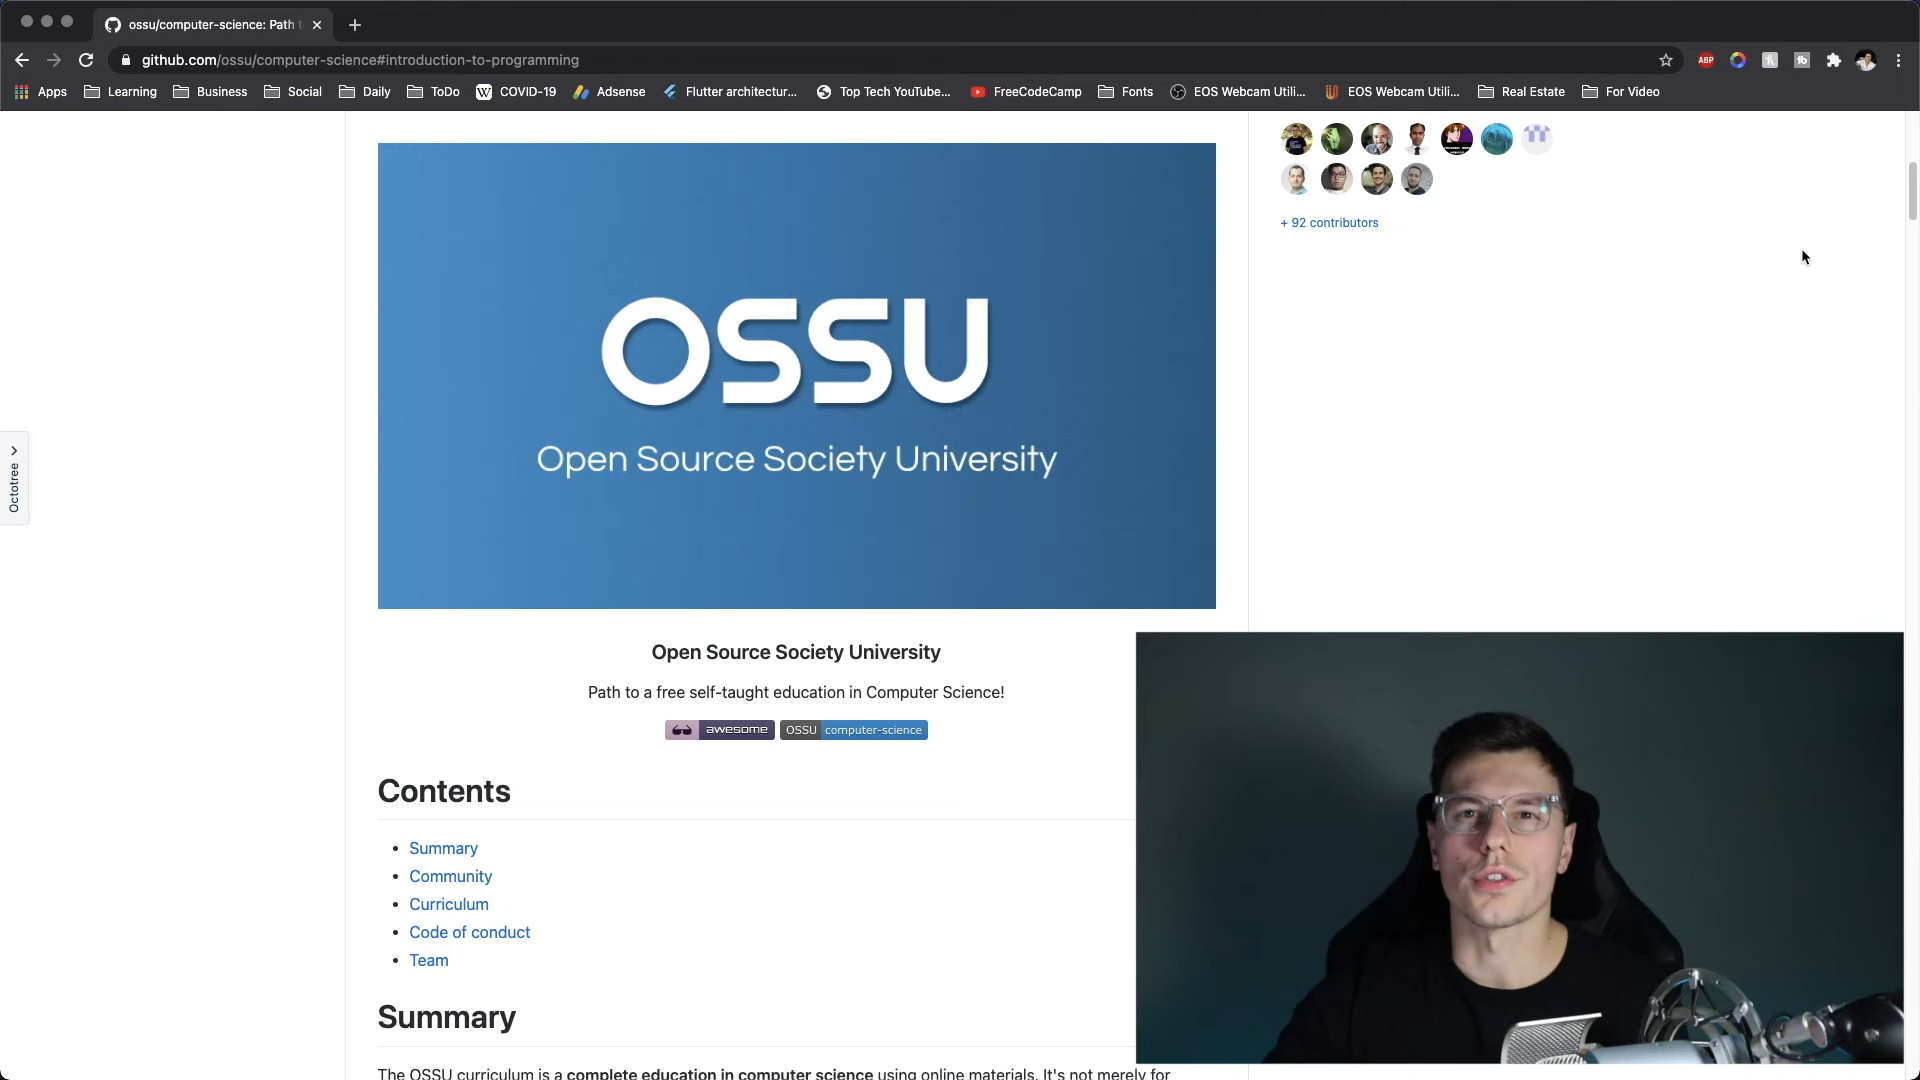 ossu/computer-science: Path t
github.com/ossu/computer-science#introduction-to-programming
ABP
Apps
Learning
Business
Social
Daily
ToDo
W
COVID-19
Adsense
Flutter architectur...
Top Tech YouTube...
FreeCodeCamp
Fonts
EOS Webcam Utili...
EOS Webcam Utili...
Real Estate
For Video
+ 92 contributors
Octotree
OSSU
Open Source Society University
Open Source Society University
Path to a free self-taught education in Computer Science!
awesome
OSSU computer-science
Contents
• Summary
• Community
• Curriculum
• Code of conduct
• Team
Summary
The OSSU curriculum is a complete education in computer science using online materials. It's not merely for